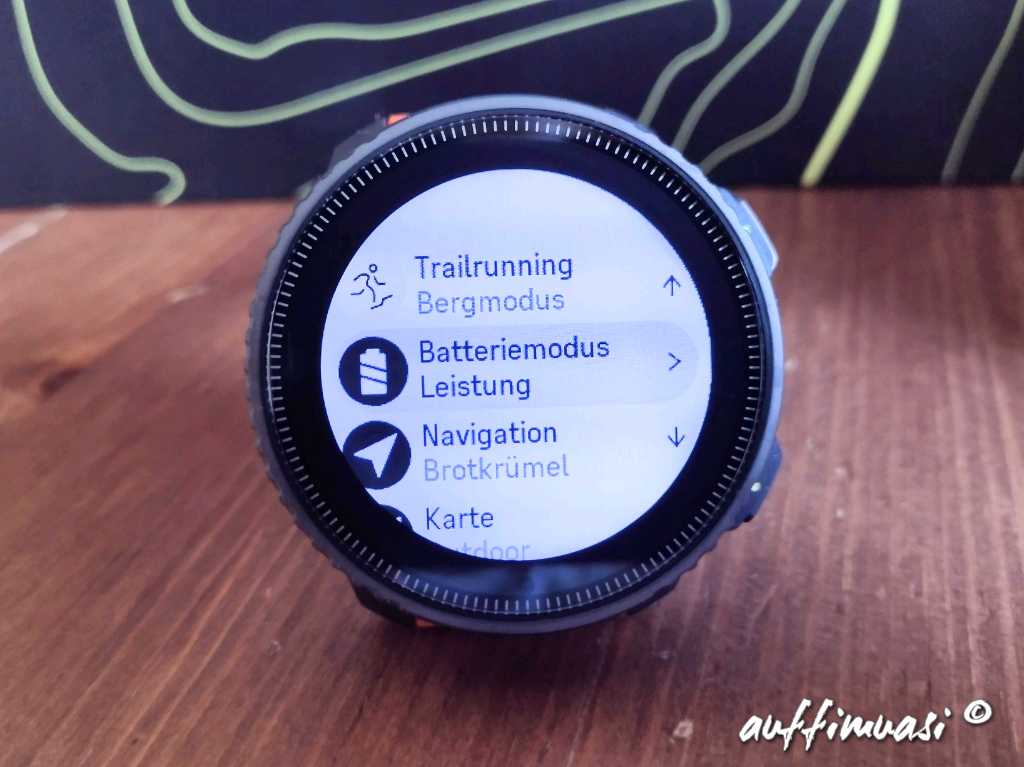 Trailrunning
Bergmodus
Batteriemodus
Leistung
Navigation
Brotkrümel
Karte
auffimuasi ©